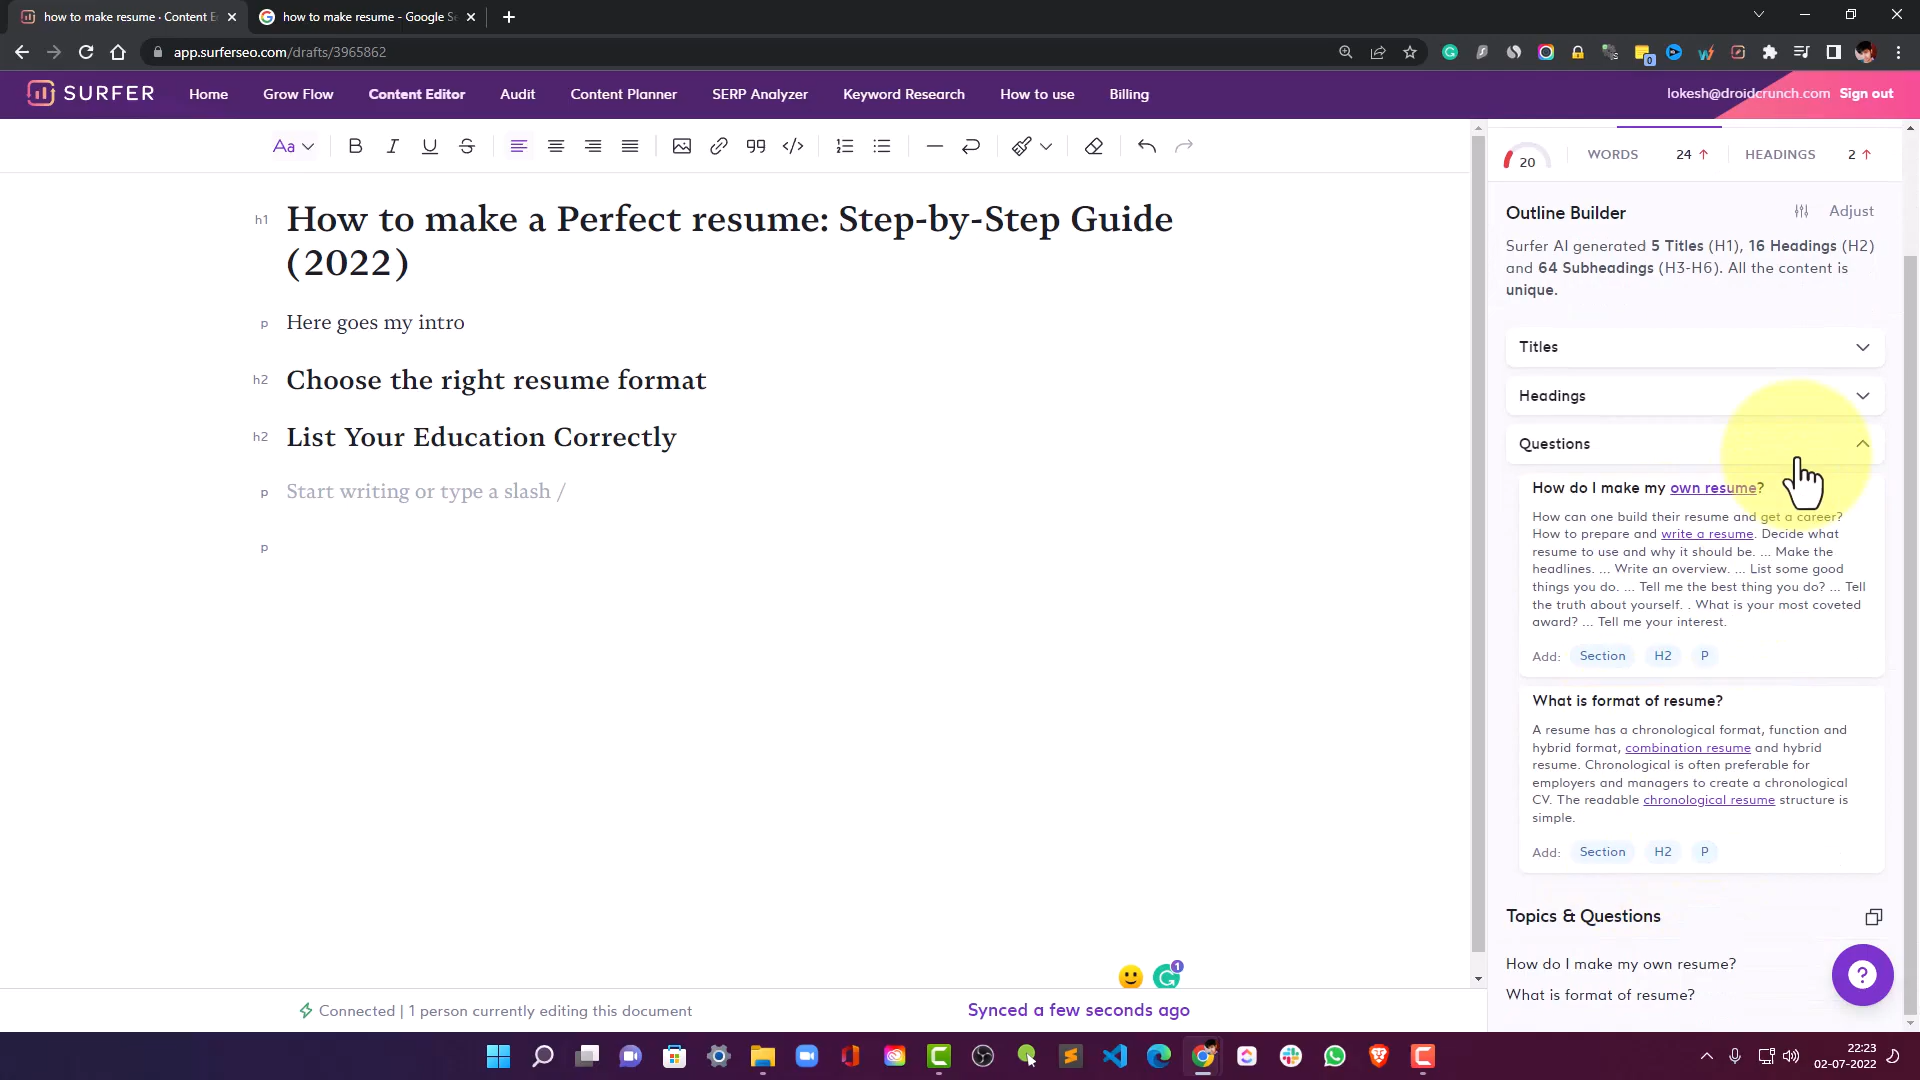 how to make resume · Content E
how to make resume - Google Se
app.surferseo.com/drafts/3965862
0
SURFER
Home
Grow Flow
Content Editor
Audit
Content Planner
SERP Analyzer
Keyword Research
How to use
Billing
lokesh@droidcrunch.com
Sign out
Aa
20
WORDS 24
HEADINGS 2
h1 How to make a Perfect resume: Step-by-Step Guide
(2022)
p Here goes my intro
h2 Choose the right resume format
h2 List Your Education Correctly
p Start writing or type a slash /
p
Outline Builder
Adjust
Surfer AI generated 5 Titles (H1), 16 Headings (H2)
and 64 Subheadings (H3-H6). All the content is
unique.
Titles
Headings
Questions
How do I make my own resume?
How can one build their resume and get a career?
How to prepare and write a resume. Decide what
resume to use and why it should be. ... Make the
headlines. ... Write an overview. ... List some good
things you do. ... Tell me the best thing you do? ... Tell
the truth about yourself. . What is your most coveted
award? ... Tell me your interest.
Add: Section H2 P
What is format of resume?
A resume has a chronological format, function and
hybrid format, combination resume and hybrid
resume. Chronological is often preferable for
employers and managers to create a chronological
CV. The readable chronological resume structure is
simple.
Add: Section H2 P
Topics & Questions
How do I make my own resume?
What is format of resume?
1
Connected | 1 person currently editing this document
Synced a few seconds ago
22:23
02-07-2022